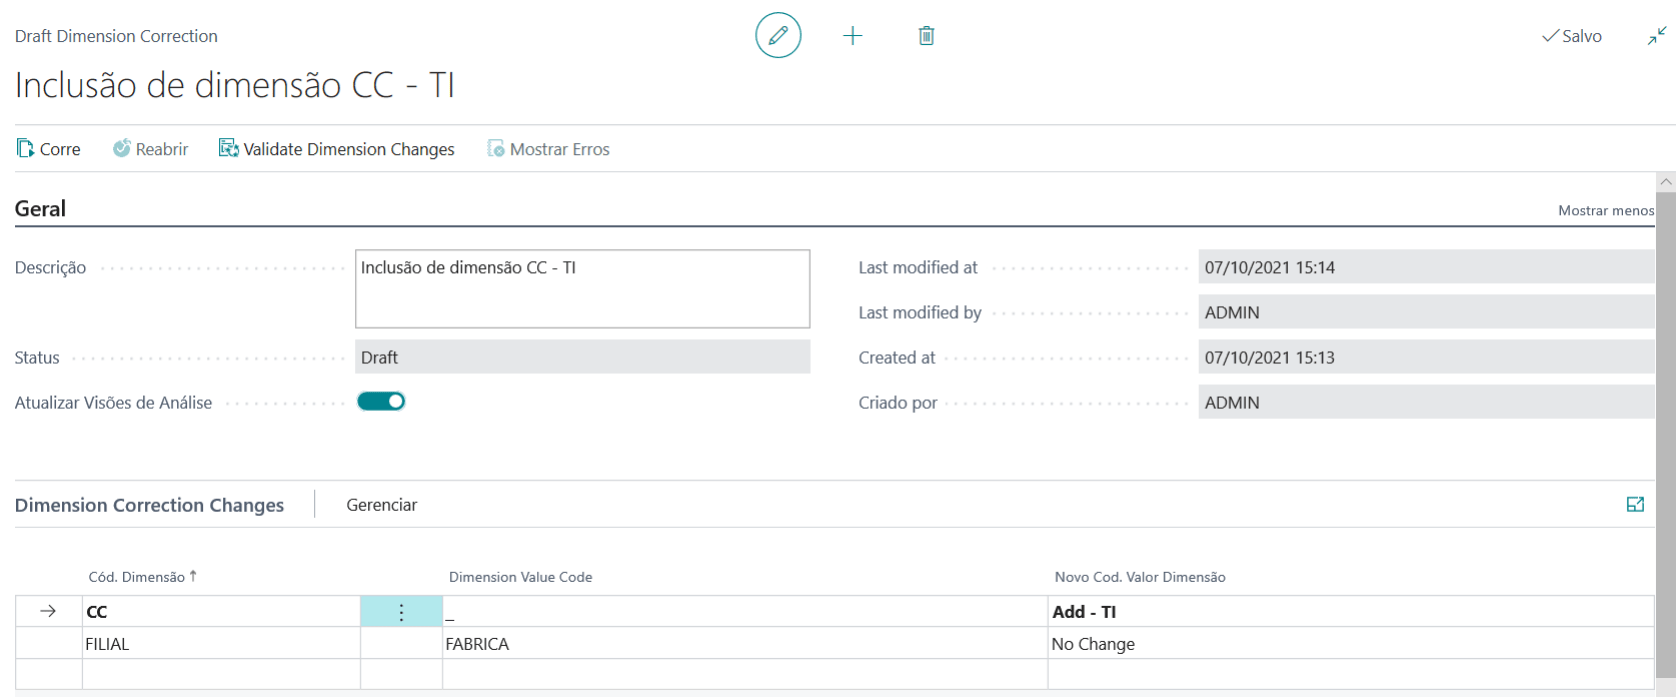 Draft Dimension Correction
Salvo
Inclusão de dimensão CC - TI
Corre Reabrir Validate Dimension Changes Mostrar Erros
Geral
Mostrar menos
Descrição Inclusão de dimensão CC - TI
Last modified at 07/10/2021 15:14
Last modified by ADMIN
Status Draft
Created at 07/10/2021 15:13
Atualizar Visões de Análise
Criado por ADMIN
Dimension Correction Changes Gerenciar
Cód. Dimensão ↑ Dimension Value Code Novo Cod. Valor Dimensão
→ CC ⋮ _ Add - TI
FILIAL FABRICA No Change